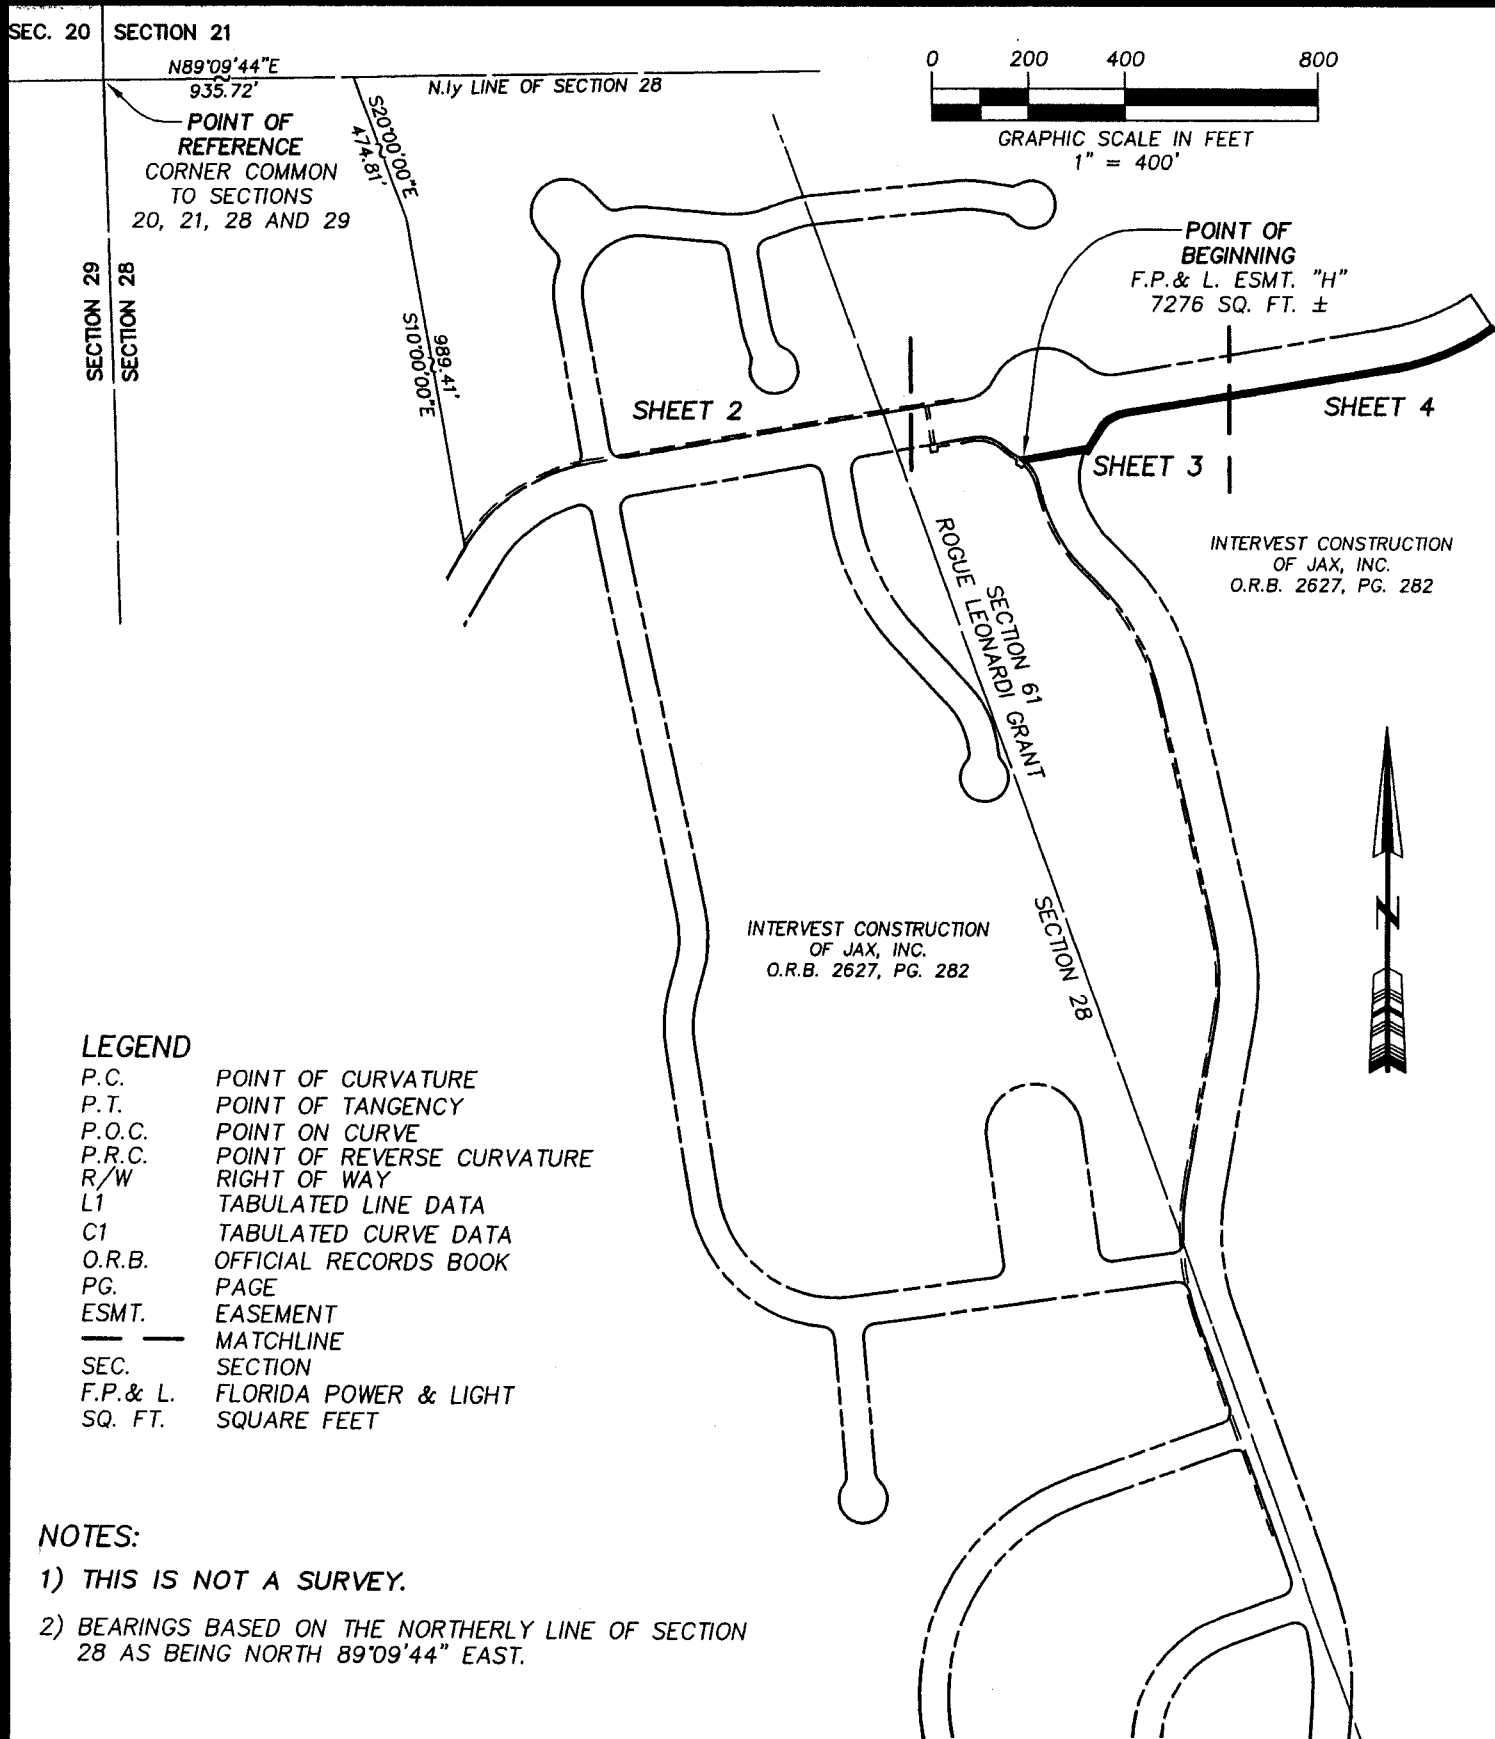 SEC. 20
SECTION 21
N89°09'44"E
935.72'
N.ly LINE OF SECTION 28
POINT OF
REFERENCE
CORNER COMMON
TO SECTIONS
20, 21, 28 AND 29
S20°00'00"E
474.81'
SECTION 29
SECTION 28
989.41'
S10°00'00"E
0 200 400 800
GRAPHIC SCALE IN FEET
1" = 400'
POINT OF
BEGINNING
F.P.& L. ESMT. "H"
7276 SQ. FT. ±
SHEET 2
SHEET 4
SHEET 3
INTERVEST CONSTRUCTION
OF JAX, INC.
O.R.B. 2627, PG. 282
SECTION 61
ROGUE LEONARDI GRANT
SECTION 28
INTERVEST CONSTRUCTION
OF JAX, INC.
O.R.B. 2627, PG. 282
N
LEGEND
P.C. POINT OF CURVATURE
P.T. POINT OF TANGENCY
P.O.C. POINT ON CURVE
P.R.C. POINT OF REVERSE CURVATURE
R/W RIGHT OF WAY
L1 TABULATED LINE DATA
C1 TABULATED CURVE DATA
O.R.B. OFFICIAL RECORDS BOOK
PG. PAGE
ESMT. EASEMENT
MATCHLINE
SEC. SECTION
F.P.& L. FLORIDA POWER & LIGHT
SQ. FT. SQUARE FEET
NOTES:
1) THIS IS NOT A SURVEY.
2) BEARINGS BASED ON THE NORTHERLY LINE OF SECTION
28 AS BEING NORTH 89°09'44" EAST.